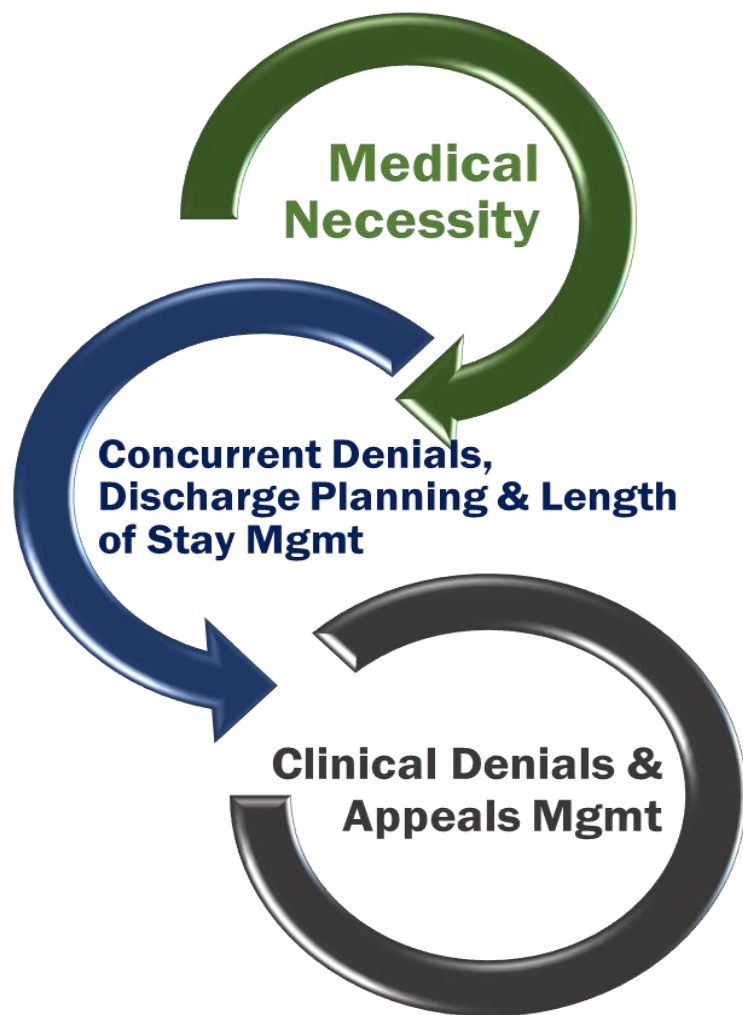 Medical
Necessity
Concurrent Denials,
Discharge Planning & Length
of Stay Mgmt
Clinical Denials &
Appeals Mgmt